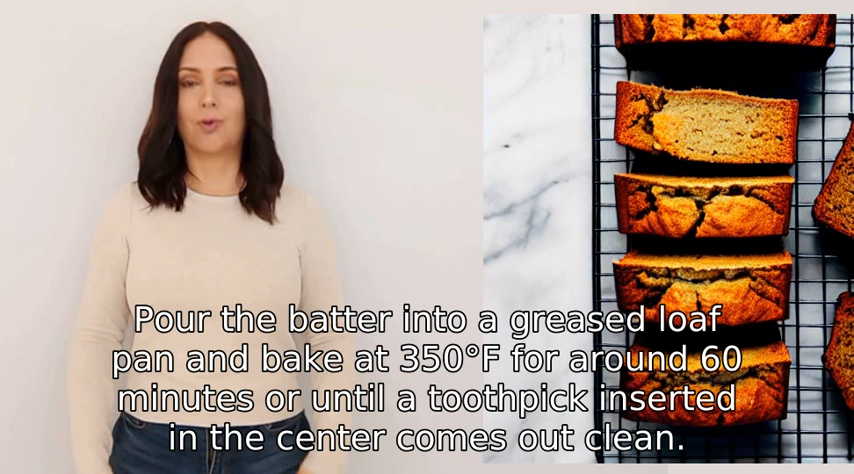 Pour the batter into a greased loaf
pan and bake at 350°F for around 60
minutes or until a toothpick inserted
in the center comes out clean.